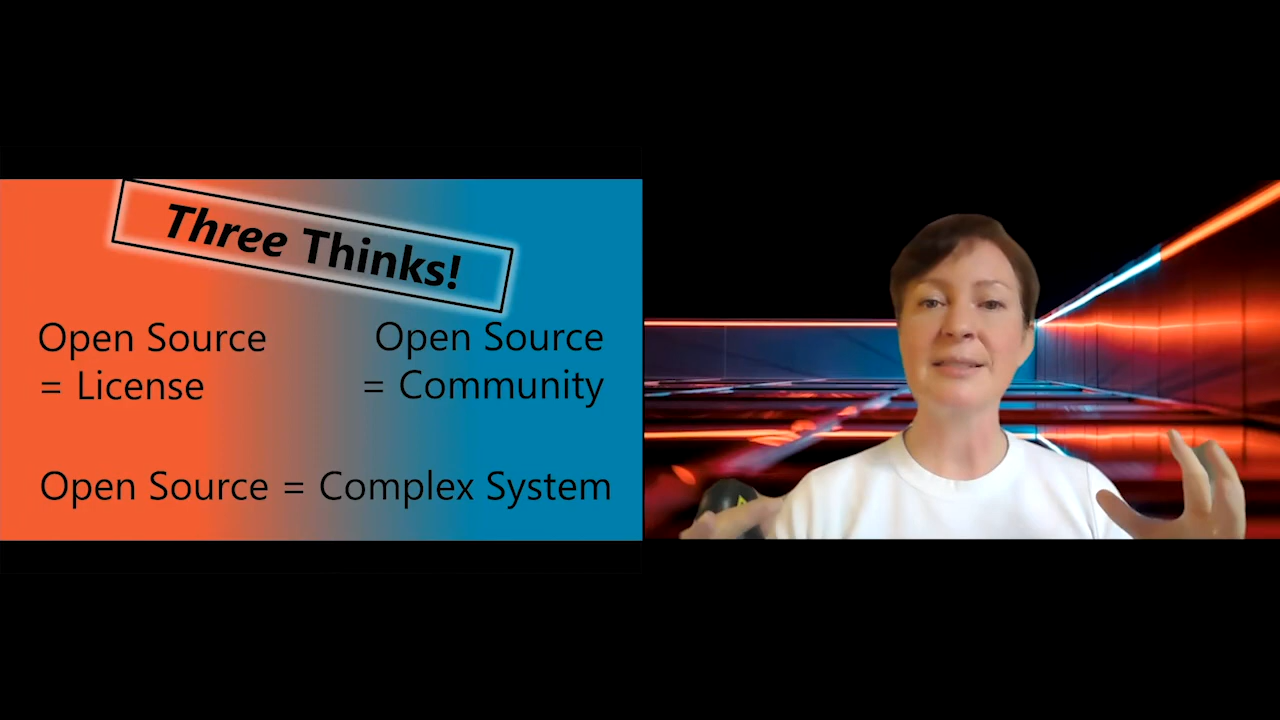 Three Thinks!
Open Source
= License
Open Source
= Community
Open Source = Complex System